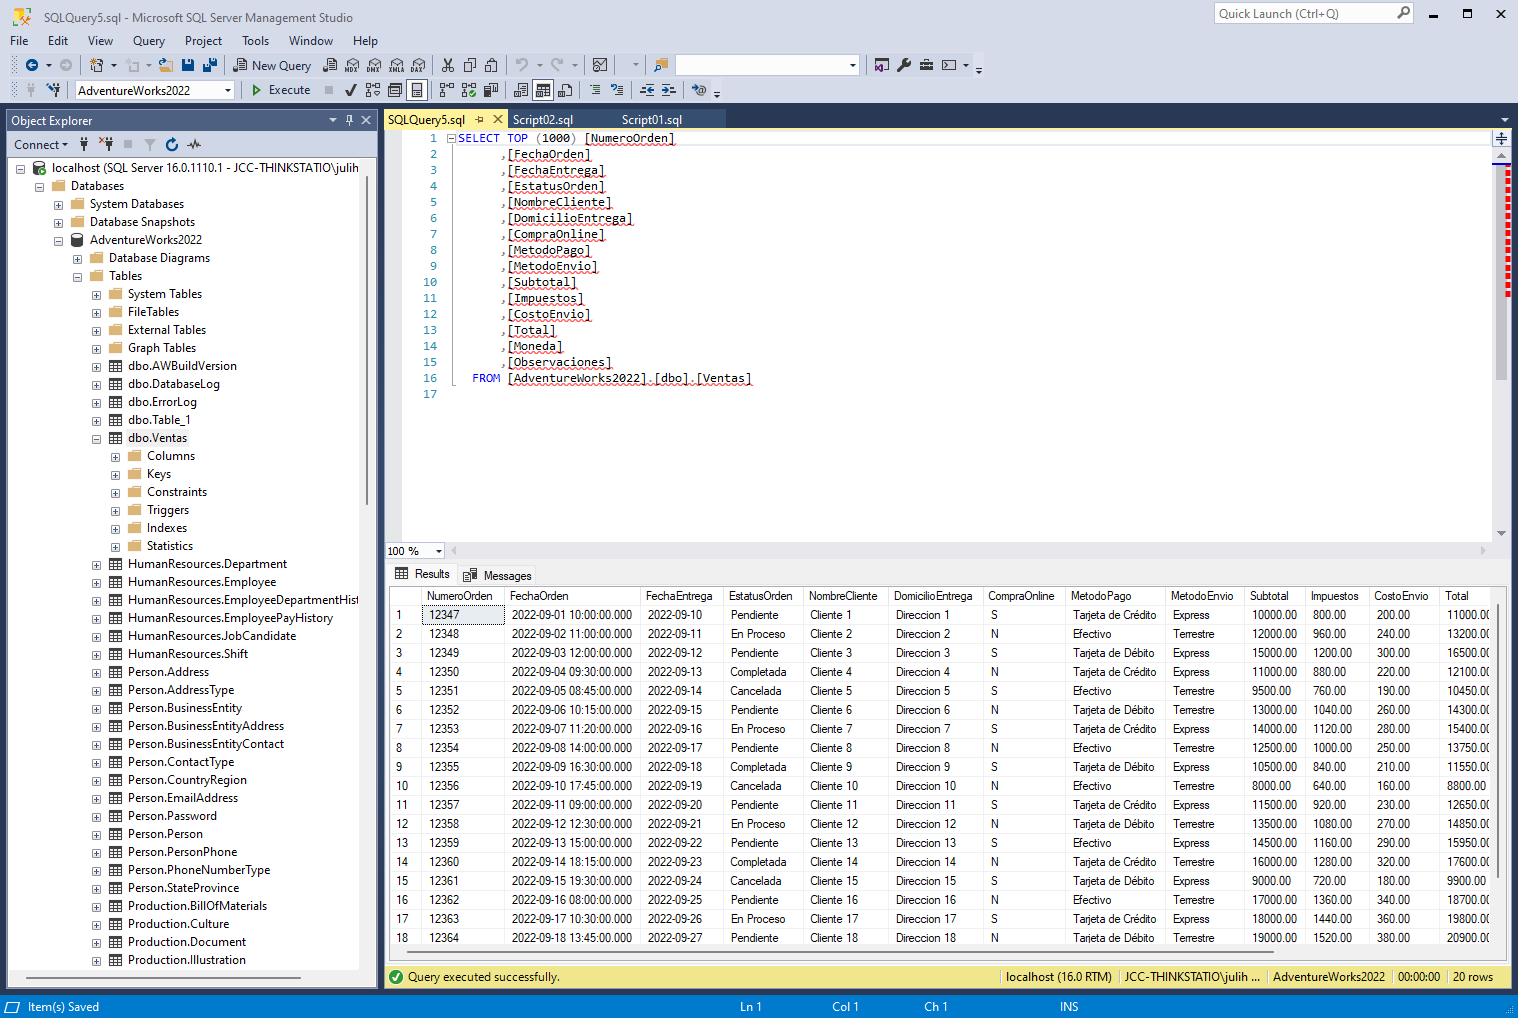 SQLQuery5.sql - Microsoft SQL Server Management Studio
Quick Launch (Ctrl+Q)
File Edit View Query Project Tools Window Help
New Query MDX DMX XMLA DAX
AdventureWorks2022 Execute
Object Explorer
Connect
localhost (SQL Server 16.0.1110.1 - JCC-THINKSTATIO\julih
Databases
System Databases
Database Snapshots
AdventureWorks2022
Database Diagrams
Tables
System Tables
FileTables
External Tables
Graph Tables
dbo.AWBuildVersion
dbo.DatabaseLog
dbo.ErrorLog
dbo.Table_1
dbo.Ventas
Columns
Keys
Constraints
Triggers
Indexes
Statistics
HumanResources.Department
HumanResources.Employee
HumanResources.EmployeeDepartmentHist
HumanResources.EmployeePayHistory
HumanResources.JobCandidate
HumanResources.Shift
Person.Address
Person.AddressType
Person.BusinessEntity
Person.BusinessEntityAddress
Person.BusinessEntityContact
Person.ContactType
Person.CountryRegion
Person.EmailAddress
Person.Password
Person.Person
Person.PersonPhone
Person.PhoneNumberType
Person.StateProvince
Production.BillOfMaterials
Production.Culture
Production.Document
Production.Illustration
SQLQuery5.sql Script02.sql Script01.sql
1 SELECT TOP (1000) [NumeroOrden]
2 ,[FechaOrden]
3 ,[FechaEntrega]
4 ,[EstatusOrden]
5 ,[NombreCliente]
6 ,[DomicilioEntrega]
7 ,[CompraOnline]
8 ,[MetodoPago]
9 ,[MetodoEnvio]
10 ,[Subtotal]
11 ,[Impuestos]
12 ,[CostoEnvio]
13 ,[Total]
14 ,[Moneda]
15 ,[Observaciones]
16 FROM [AdventureWorks2022].[dbo].[Ventas]
17
100 %
Results Messages
NumeroOrden FechaOrden FechaEntrega EstatusOrden NombreCliente DomicilioEntrega CompraOnline MetodoPago MetodoEnvio Subtotal Impuestos CostoEnvio Total
1 12347 2022-09-01 10:00:00.000 2022-09-10 Pendiente Cliente 1 Direccion 1 S Tarjeta de Crédito Express 10000.00 800.00 200.00 11000.00
2 12348 2022-09-02 11:00:00.000 2022-09-11 En Proceso Cliente 2 Direccion 2 N Efectivo Terrestre 12000.00 960.00 240.00 13200.00
3 12349 2022-09-03 12:00:00.000 2022-09-12 Pendiente Cliente 3 Direccion 3 S Tarjeta de Débito Express 15000.00 1200.00 300.00 16500.00
4 12350 2022-09-04 09:30:00.000 2022-09-13 Completada Cliente 4 Direccion 4 N Tarjeta de Crédito Express 11000.00 880.00 220.00 12100.00
5 12351 2022-09-05 08:45:00.000 2022-09-14 Cancelada Cliente 5 Direccion 5 S Efectivo Terrestre 9500.00 760.00 190.00 10450.00
6 12352 2022-09-06 10:15:00.000 2022-09-15 Pendiente Cliente 6 Direccion 6 N Tarjeta de Débito Terrestre 13000.00 1040.00 260.00 14300.00
7 12353 2022-09-07 11:20:00.000 2022-09-16 En Proceso Cliente 7 Direccion 7 S Tarjeta de Crédito Express 14000.00 1120.00 280.00 15400.00
8 12354 2022-09-08 14:00:00.000 2022-09-17 Pendiente Cliente 8 Direccion 8 N Efectivo Terrestre 12500.00 1000.00 250.00 13750.00
9 12355 2022-09-09 16:30:00.000 2022-09-18 Completada Cliente 9 Direccion 9 S Tarjeta de Débito Express 10500.00 840.00 210.00 11550.00
10 12356 2022-09-10 17:45:00.000 2022-09-19 Cancelada Cliente 10 Direccion 10 N Efectivo Terrestre 8000.00 640.00 160.00 8800.00
11 12357 2022-09-11 09:00:00.000 2022-09-20 Pendiente Cliente 11 Direccion 11 S Tarjeta de Crédito Express 11500.00 920.00 230.00 12650.00
12 12358 2022-09-12 12:30:00.000 2022-09-21 En Proceso Cliente 12 Direccion 12 N Tarjeta de Débito Terrestre 13500.00 1080.00 270.00 14850.00
13 12359 2022-09-13 15:00:00.000 2022-09-22 Pendiente Cliente 13 Direccion 13 S Efectivo Express 14500.00 1160.00 290.00 15950.00
14 12360 2022-09-14 18:15:00.000 2022-09-23 Completada Cliente 14 Direccion 14 N Tarjeta de Crédito Terrestre 16000.00 1280.00 320.00 17600.00
15 12361 2022-09-15 19:30:00.000 2022-09-24 Cancelada Cliente 15 Direccion 15 S Tarjeta de Débito Express 9000.00 720.00 180.00 9900.00
16 12362 2022-09-16 08:00:00.000 2022-09-25 Pendiente Cliente 16 Direccion 16 N Efectivo Terrestre 17000.00 1360.00 340.00 18700.00
17 12363 2022-09-17 10:30:00.000 2022-09-26 En Proceso Cliente 17 Direccion 17 S Tarjeta de Crédito Express 18000.00 1440.00 360.00 19800.00
18 12364 2022-09-18 13:45:00.000 2022-09-27 Pendiente Cliente 18 Direccion 18 N Tarjeta de Débito Terrestre 19000.00 1520.00 380.00 20900.00
Query executed successfully. localhost (16.0 RTM) JCC-THINKSTATIO\julih ... AdventureWorks2022 00:00:00 20 rows
Item(s) Saved Ln 1 Col 1 Ch 1 INS